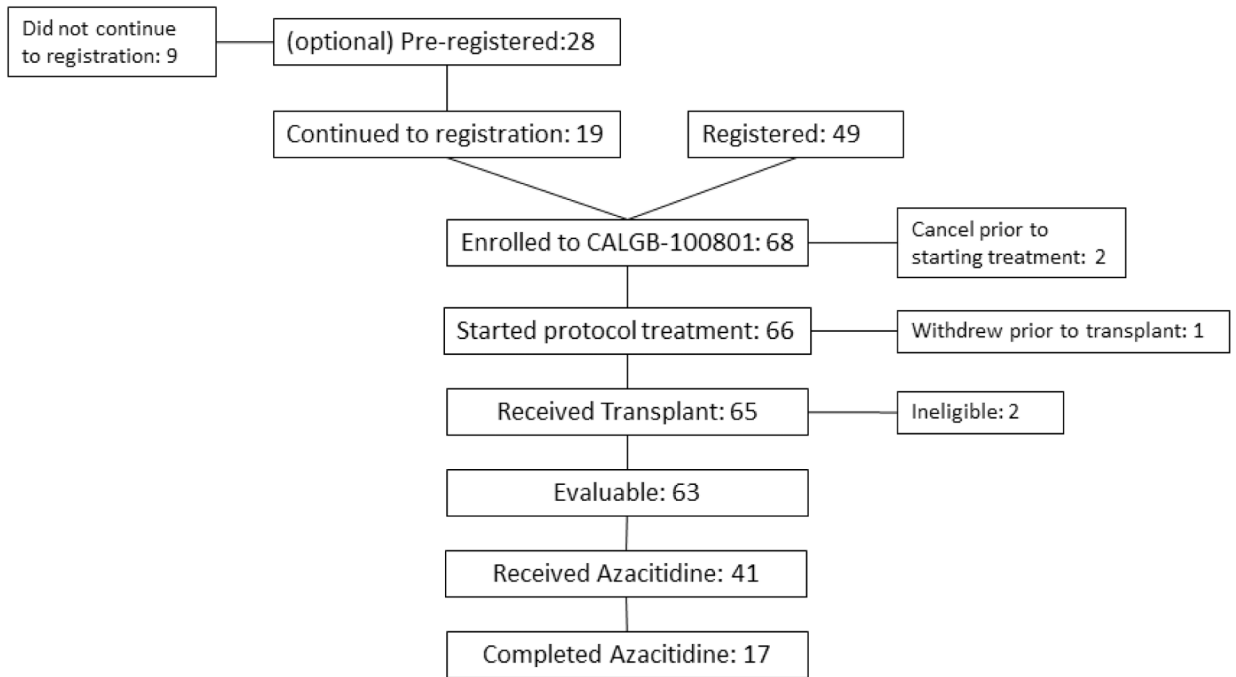 Did not continue
to registration: 9
(optional) Pre-registered:28
Continued to registration: 19
Registered: 49
Enrolled to CALGB-100801: 68
Cancel prior to
starting treatment:  2
Started protocol treatment: 66
Withdrew prior to transplant: 1
Received Transplant: 65
Ineligible: 2
Evaluable: 63
Received Azacitidine: 41
Completed Azacitidine: 17